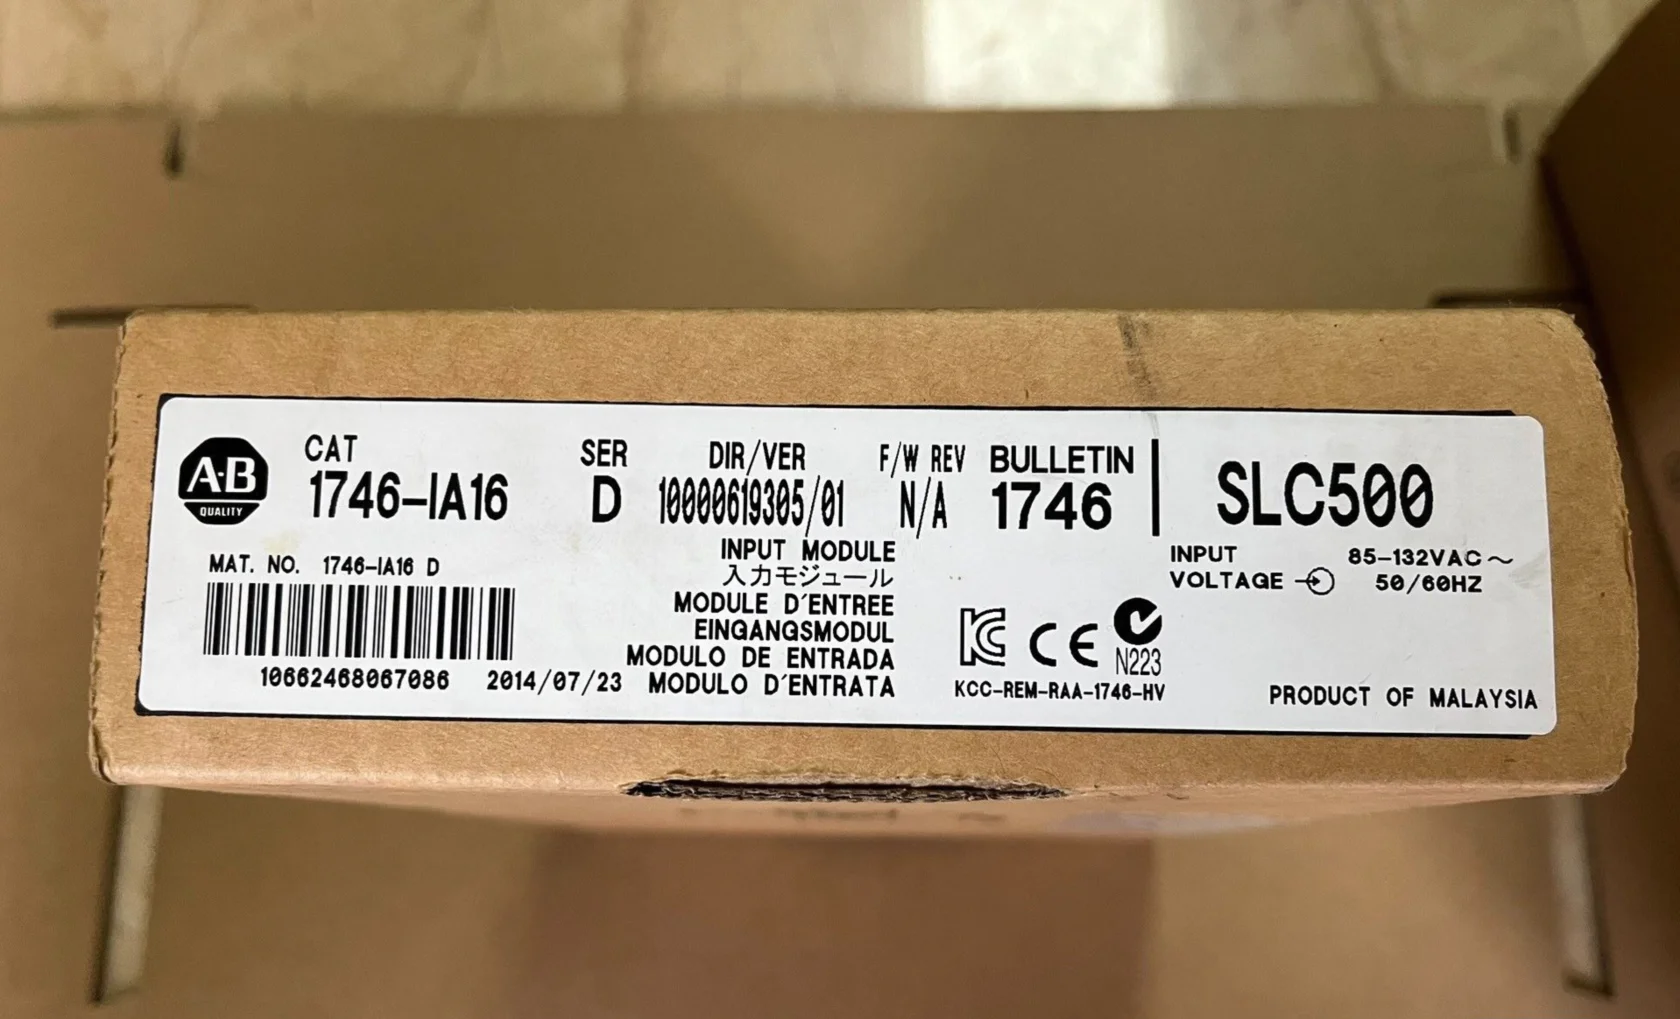 A·B
QUALITY
CAT
1746-IA16
SER
D
DIR/VER
10000619305/01
F/W REV
N/A
BULLETIN
1746
SLC500
MAT. NO. 1746-IA16 D
10662468067086 2014/07/23
INPUT MODULE
入力モジュール
MODULE D'ENTREE
EINGANGSMODUL
MODULO DE ENTRADA
MODULO D'ENTRATA
CE
N223
KCC-REM-RAA-1746-HV
INPUT
VOLTAGE
85-132VAC ~
50/60HZ
PRODUCT OF MALAYSIA